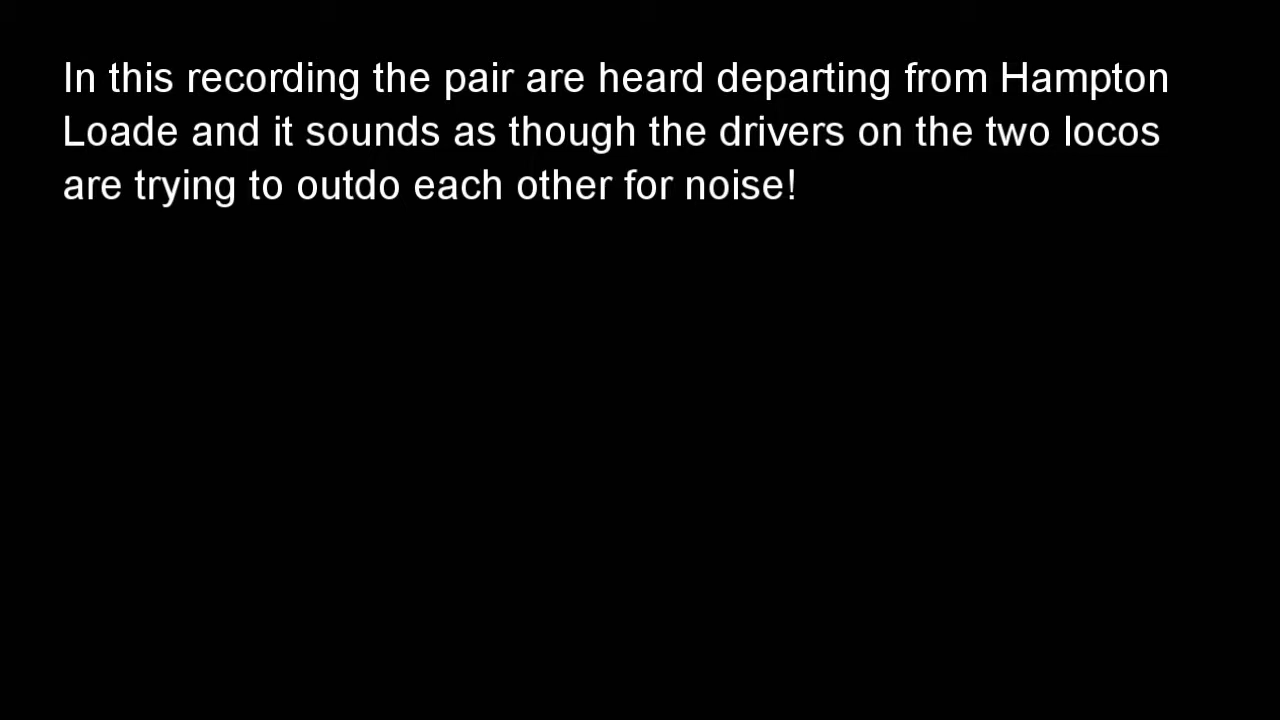 In this recording the pair are heard departing from Hampton
Loade and it sounds as though the drivers on the two locos
are trying to outdo each other for noise!